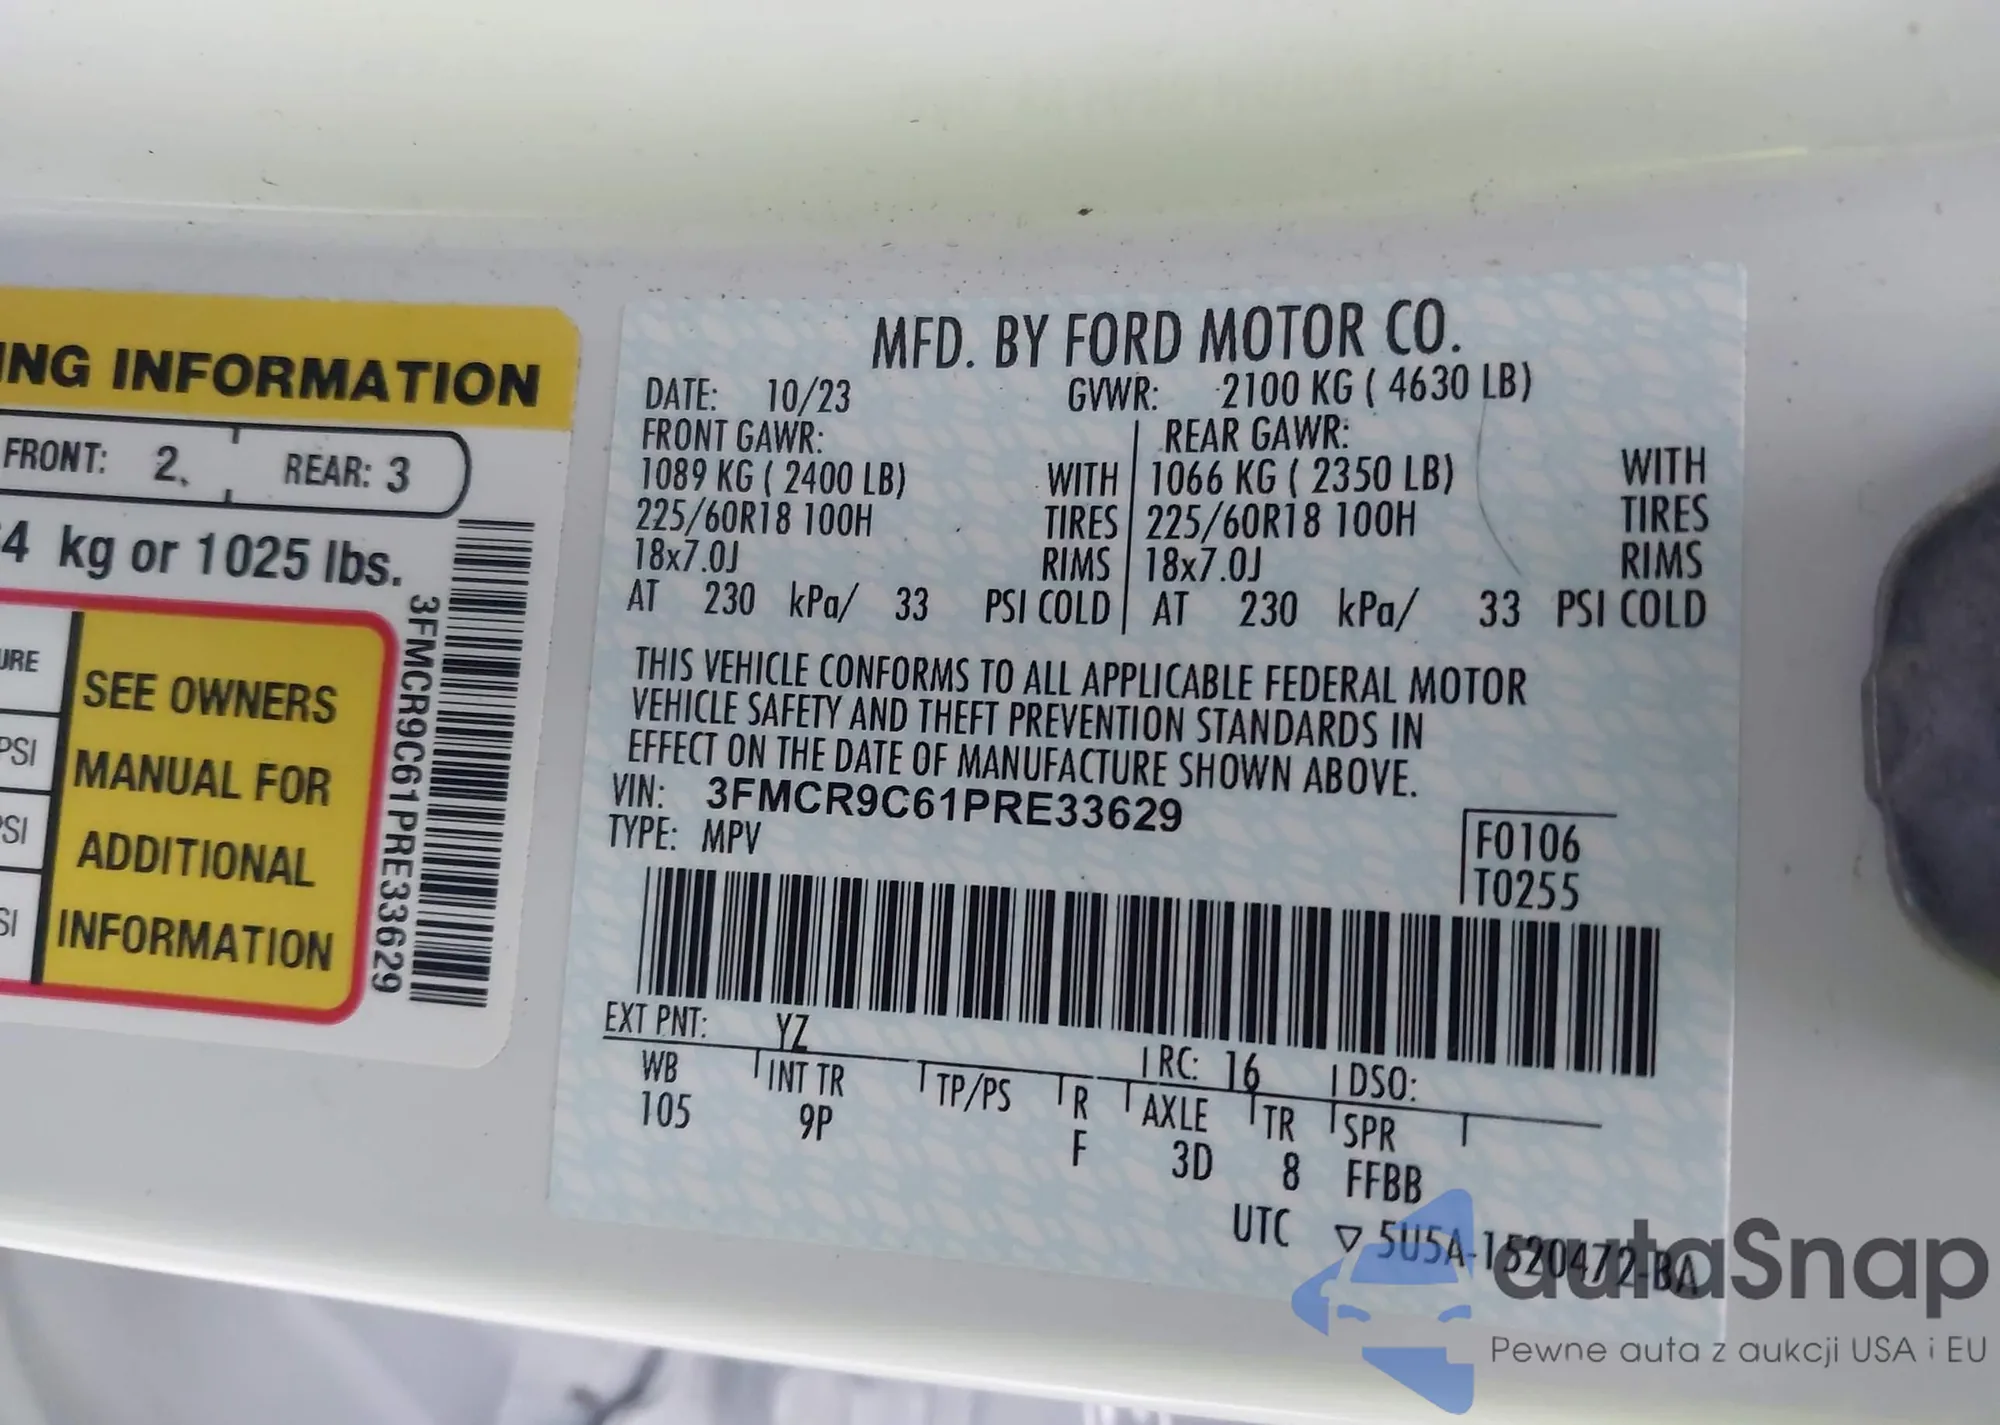 ING INFORMATION
FRONT: 2, REAR: 3
4 kg or 1025 lbs.
URE
PSI
PSI
SI
SEE OWNERS
MANUAL FOR
ADDITIONAL
INFORMATION
3FMCR9C61PRE33629
MFD. BY FORD MOTOR CO.
DATE: 10/23 GVWR: 2100 KG ( 4630 LB)
FRONT GAWR: REAR GAWR:
1089 KG ( 2400 LB) WITH 1066 KG ( 2350 LB) WITH
225/60R18 100H TIRES 225/60R18 100H TIRES
18x7.0J RIMS 18x7.0J RIMS
AT 230 kPa/ 33 PSI COLD AT 230 kPa/ 33 PSI COLD
THIS VEHICLE CONFORMS TO ALL APPLICABLE FEDERAL MOTOR
VEHICLE SAFETY AND THEFT PREVENTION STANDARDS IN
EFFECT ON THE DATE OF MANUFACTURE SHOWN ABOVE.
VIN: 3FMCR9C61PRE33629
TYPE: MPV
F0106
T0255
EXT PNT: YZ RC: 16 DSO:
WB INT TR TP/PS R AXLE TR SPR
105 9P F 3D 8 FFBB
UTC ▽ 5U5A-1520472-BA
autaSnap
Pewne auta z aukcji USA i EU